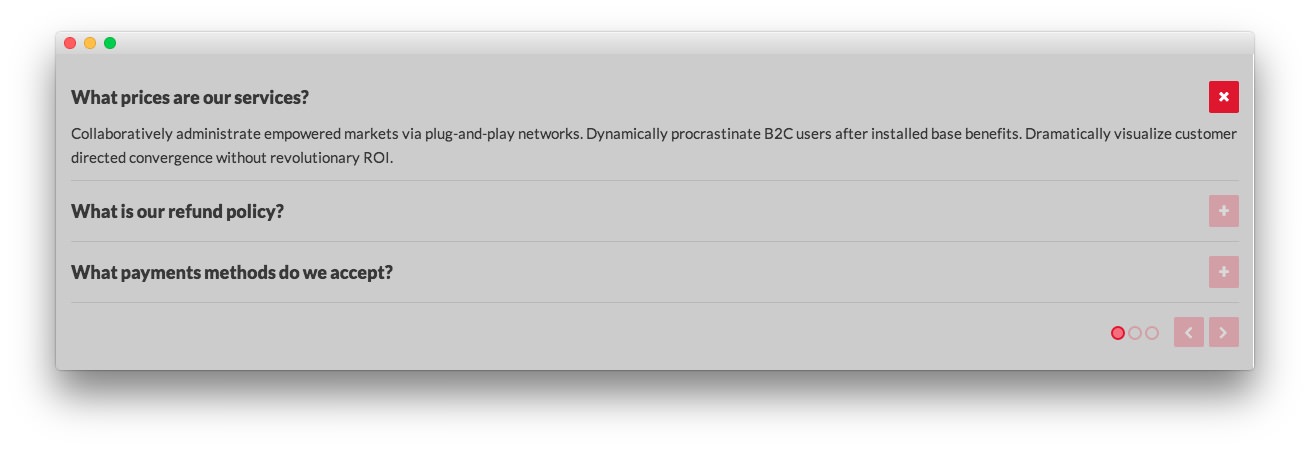 What prices are our services?
Collaboratively administrate empowered markets via plug-and-play networks. Dynamically procrastinate B2C users after installed base benefits. Dramatically visualize customer
directed convergence without revolutionary ROI.
What is our refund policy?
What payments methods do we accept?